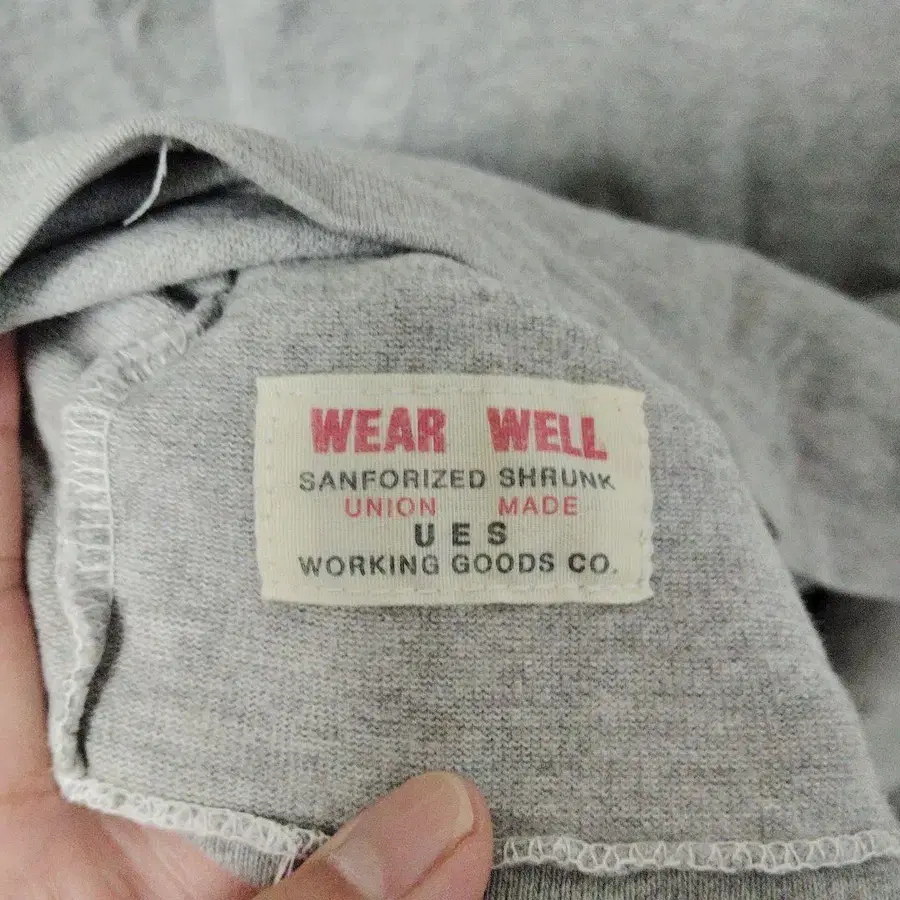 WEAR WELL
SANFORIZED SHRUNK
UNION MADE
UES
WORKING GOODS CO.